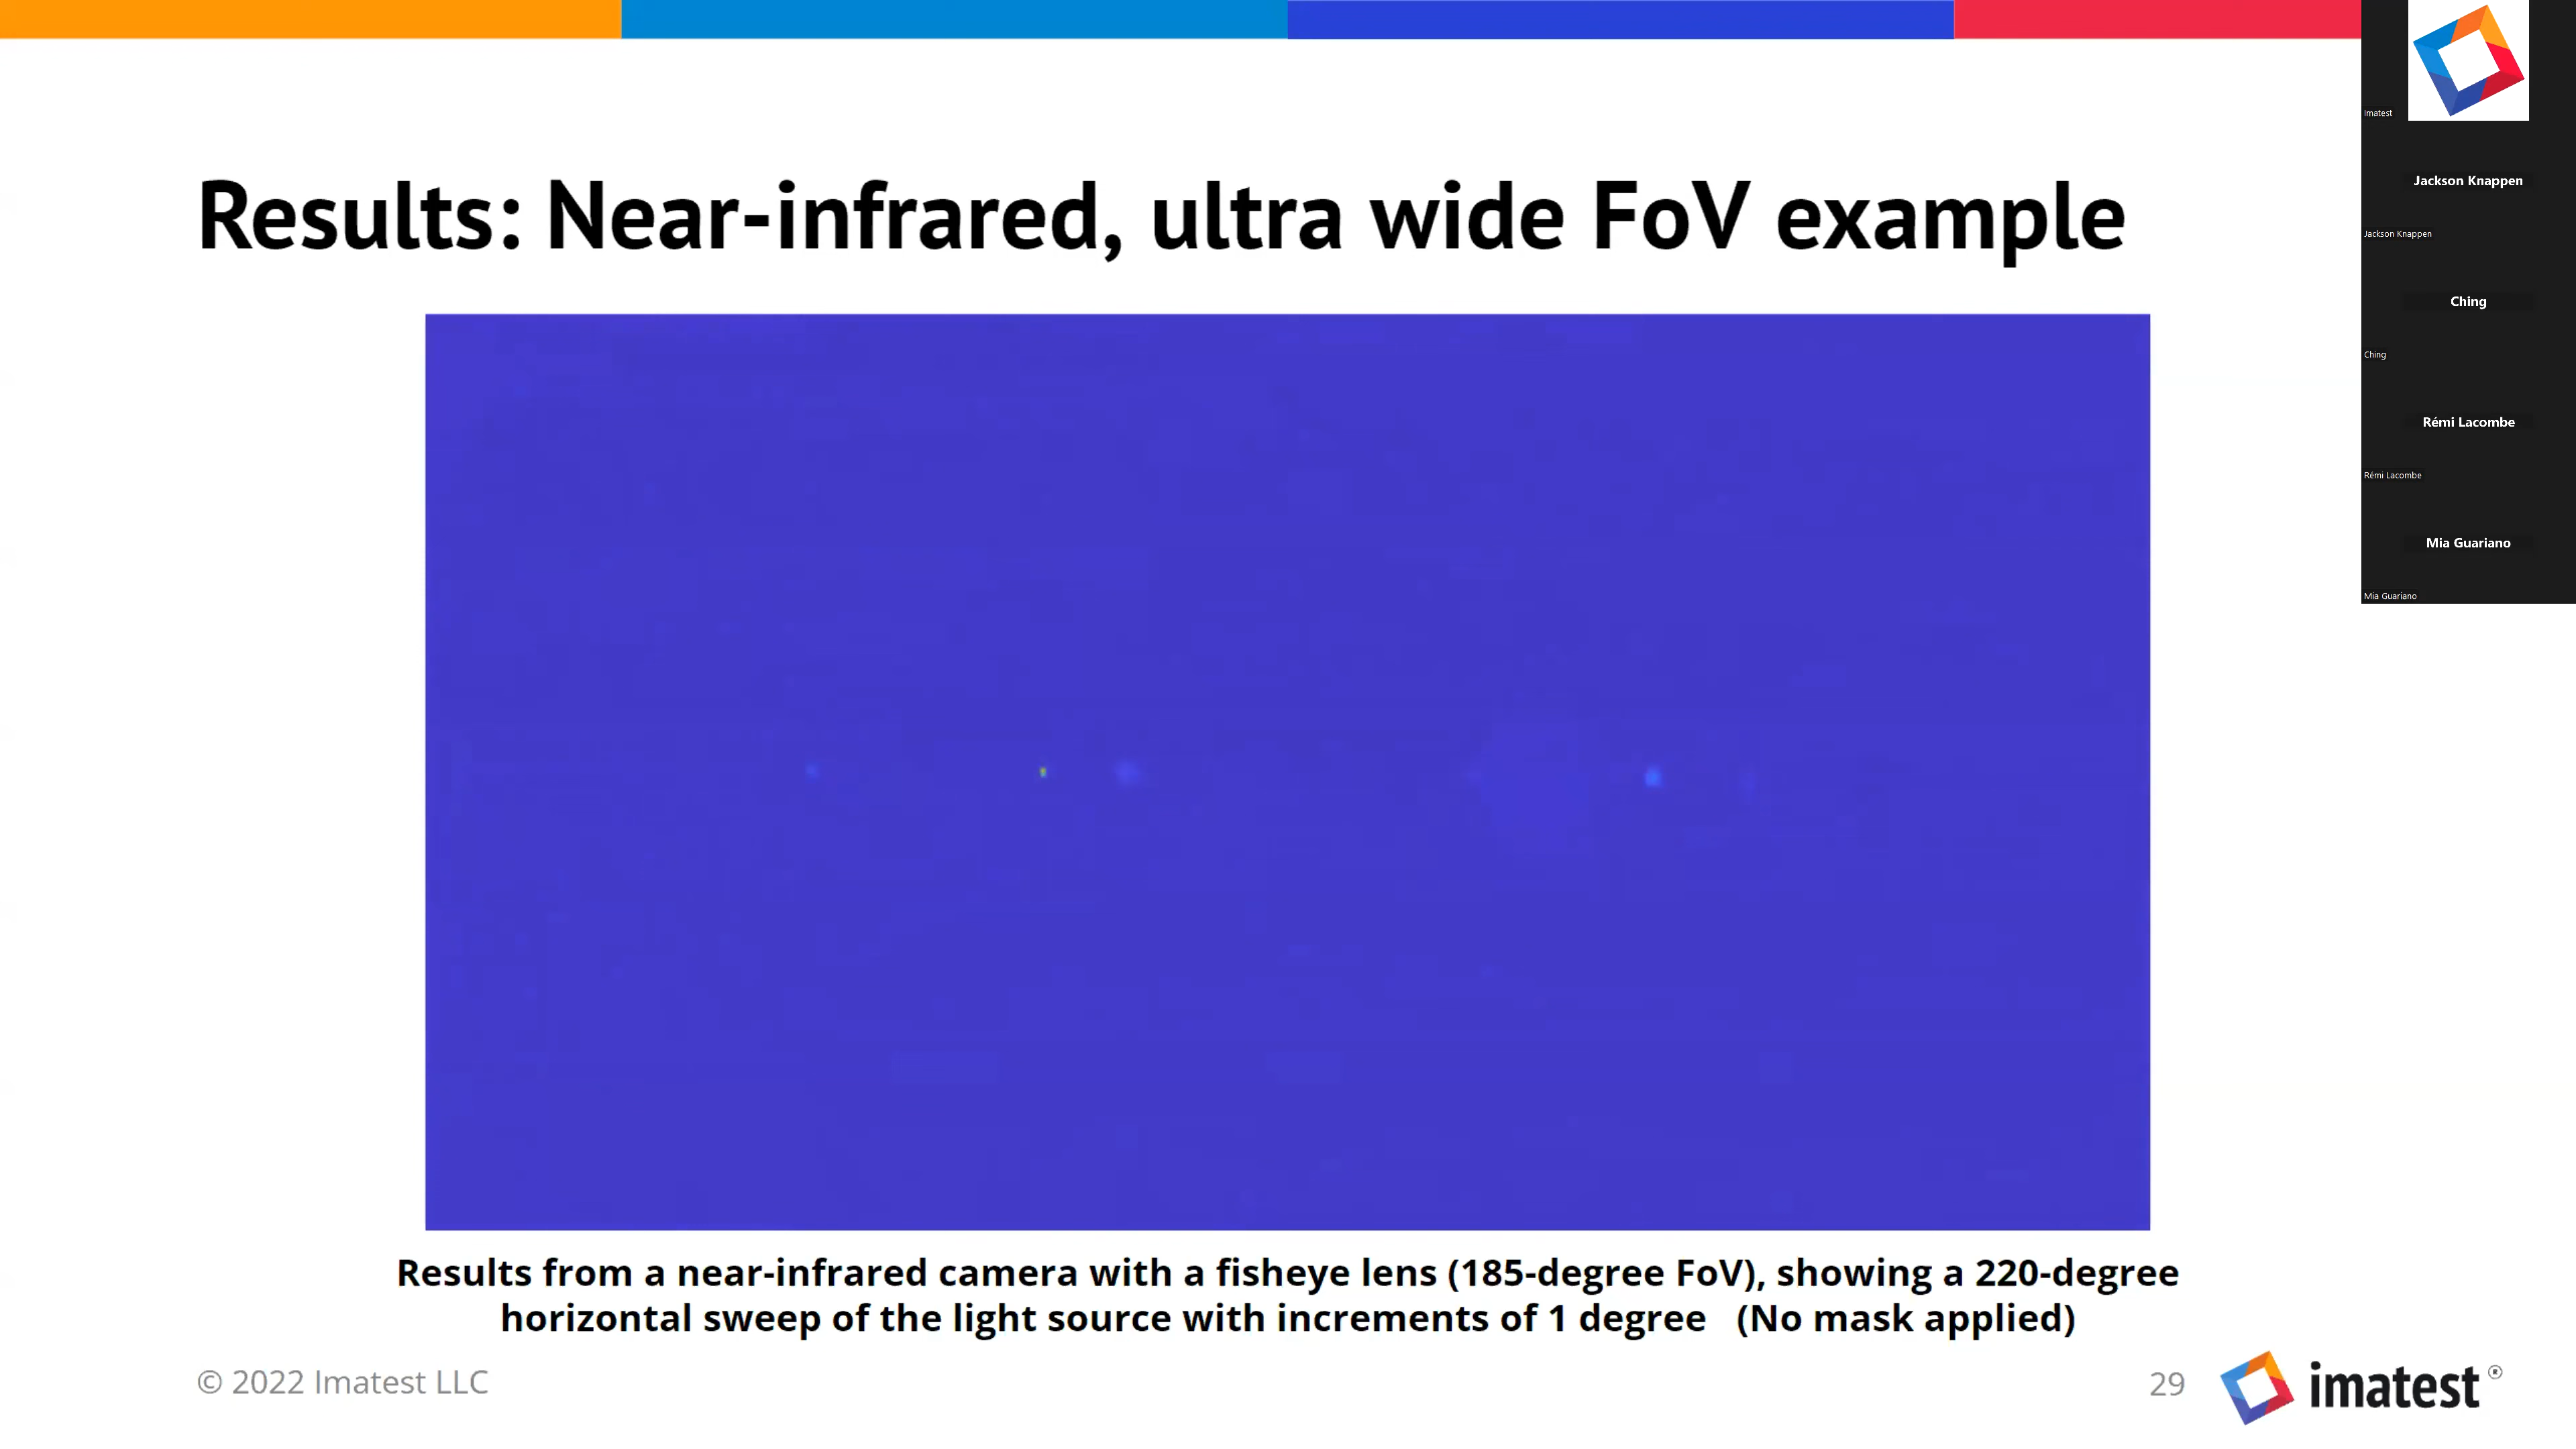 Results: Near-infrared, ultra wide FoV example
Results from a near-infrared camera with a fisheye lens (185-degree FoV), showing a 220-degree
horizontal sweep of the light source with increments of 1 degree (No mask applied)
© 2022 Imatest LLC
29
imatest®
Imatest
Jackson Knappen
Jackson Knappen
Ching
Ching
Rémi Lacombe
Rémi Lacombe
Mia Guariano
Mia Guariano